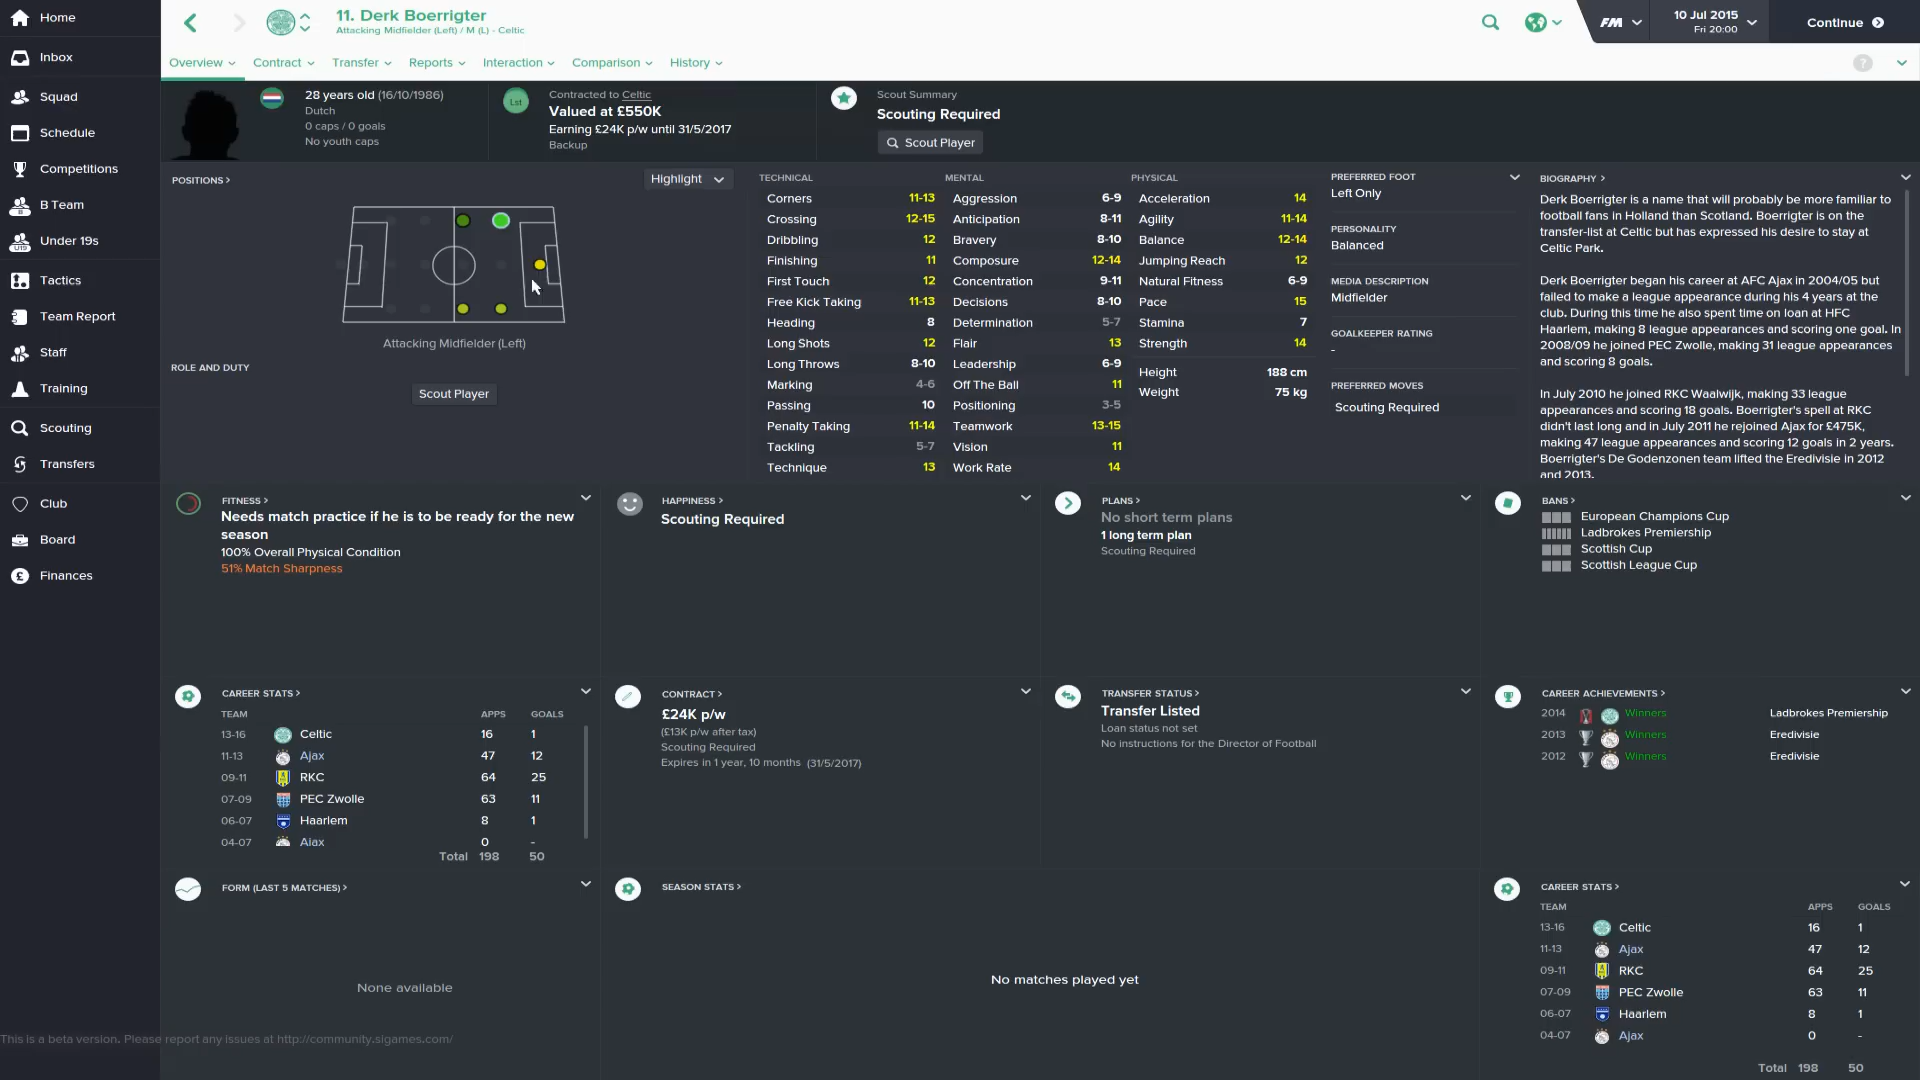 Home
Inbox
Squad
Schedule
Competitions
B Team
Under 19s
Tactics
Team Report
Staff
Training
Scouting
Transfers
Club
Board
Finances
11. Derk Boerrigter
Attacking Midfielder (Left) / M (L) - Celtic
FM
10 Jul 2015
Fri 20:00
Continue
Overview
Contract
Transfer
Reports
Interaction
Comparison
History
?
28 years old (16/10/1986)
Dutch
0 caps / 0 goals
No youth caps
Lst
Contracted to Celtic
Valued at £550K
Earning £24K p/w until 31/5/2017
Backup
Scout Summary
Scouting Required
Scout Player
POSITIONS >
Highlight
Attacking Midfielder (Left)
ROLE AND DUTY
Scout Player
TECHNICAL
Corners 11-13
Crossing 12-15
Dribbling 12
Finishing 11
First Touch 12
Free Kick Taking 11-13
Heading 8
Long Shots 12
Long Throws 8-10
Marking 4-6
Passing 10
Penalty Taking 11-14
Tackling 5-7
Technique 13
MENTAL
Aggression 6-9
Anticipation 8-11
Bravery 8-10
Composure 12-14
Concentration 9-11
Decisions 8-10
Determination 5-7
Flair 13
Leadership 6-9
Off The Ball 11
Positioning 3-5
Teamwork 13-15
Vision 11
Work Rate 14
PHYSICAL
Acceleration 14
Agility 11-14
Balance 12-14
Jumping Reach 12
Natural Fitness 6-9
Pace 15
Stamina 7
Strength 14
Height 188 cm
Weight 75 kg
PREFERRED FOOT
Left Only
PERSONALITY
Balanced
MEDIA DESCRIPTION
Midfielder
GOALKEEPER RATING
-
PREFERRED MOVES
Scouting Required
BIOGRAPHY >
Derk Boerrigter is a name that will probably be more familiar to
football fans in Holland than Scotland. Boerrigter is on the
transfer-list at Celtic but has expressed his desire to stay at
Celtic Park.
Derk Boerrigter began his career at AFC Ajax in 2004/05 but
failed to make a league appearance during his 4 years at the
club. During this time he also spent time on loan at HFC
Haarlem, making 8 league appearances and scoring one goal. In
2008/09 he joined PEC Zwolle, making 31 league appearances
and scoring 8 goals.
In July 2010 he joined RKC Waalwijk, making 33 league
appearances and scoring 18 goals. Boerrigter's spell at RKC
didn't last long and in July 2011 he rejoined Ajax for £475K,
making 47 league appearances and scoring 12 goals in 2 years.
Boerrigter's De Godenzonen team lifted the Eredivisie in 2012
and 2013.
FITNESS >
Needs match practice if he is to be ready for the new
season
100% Overall Physical Condition
51% Match Sharpness
HAPPINESS >
Scouting Required
PLANS >
No short term plans
1 long term plan
Scouting Required
BANS >
European Champions Cup
Ladbrokes Premiership
Scottish Cup
Scottish League Cup
CAREER STATS >
TEAM APPS GOALS
13-16 Celtic 16 1
11-13 Ajax 47 12
09-11 RKC 64 25
07-09 PEC Zwolle 63 11
06-07 Haarlem 8 1
04-07 Ajax 0 -
Total 198 50
CONTRACT >
£24K p/w
(£13K p/w after tax)
Scouting Required
Expires in 1 year, 10 months (31/5/2017)
TRANSFER STATUS >
Transfer Listed
Loan status not set
No instructions for the Director of Football
CAREER ACHIEVEMENTS >
2014 Winners Ladbrokes Premiership
2013 Winners Eredivisie
2012 Winners Eredivisie
FORM (LAST 5 MATCHES) >
None available
SEASON STATS >
No matches played yet
CAREER STATS >
TEAM APPS GOALS
13-16 Celtic 16 1
11-13 Ajax 47 12
09-11 RKC 64 25
07-09 PEC Zwolle 63 11
06-07 Haarlem 8 1
04-07 Ajax 0 -
Total 198 50
This is a beta version. Please report any issues at http://community.sigames.com/